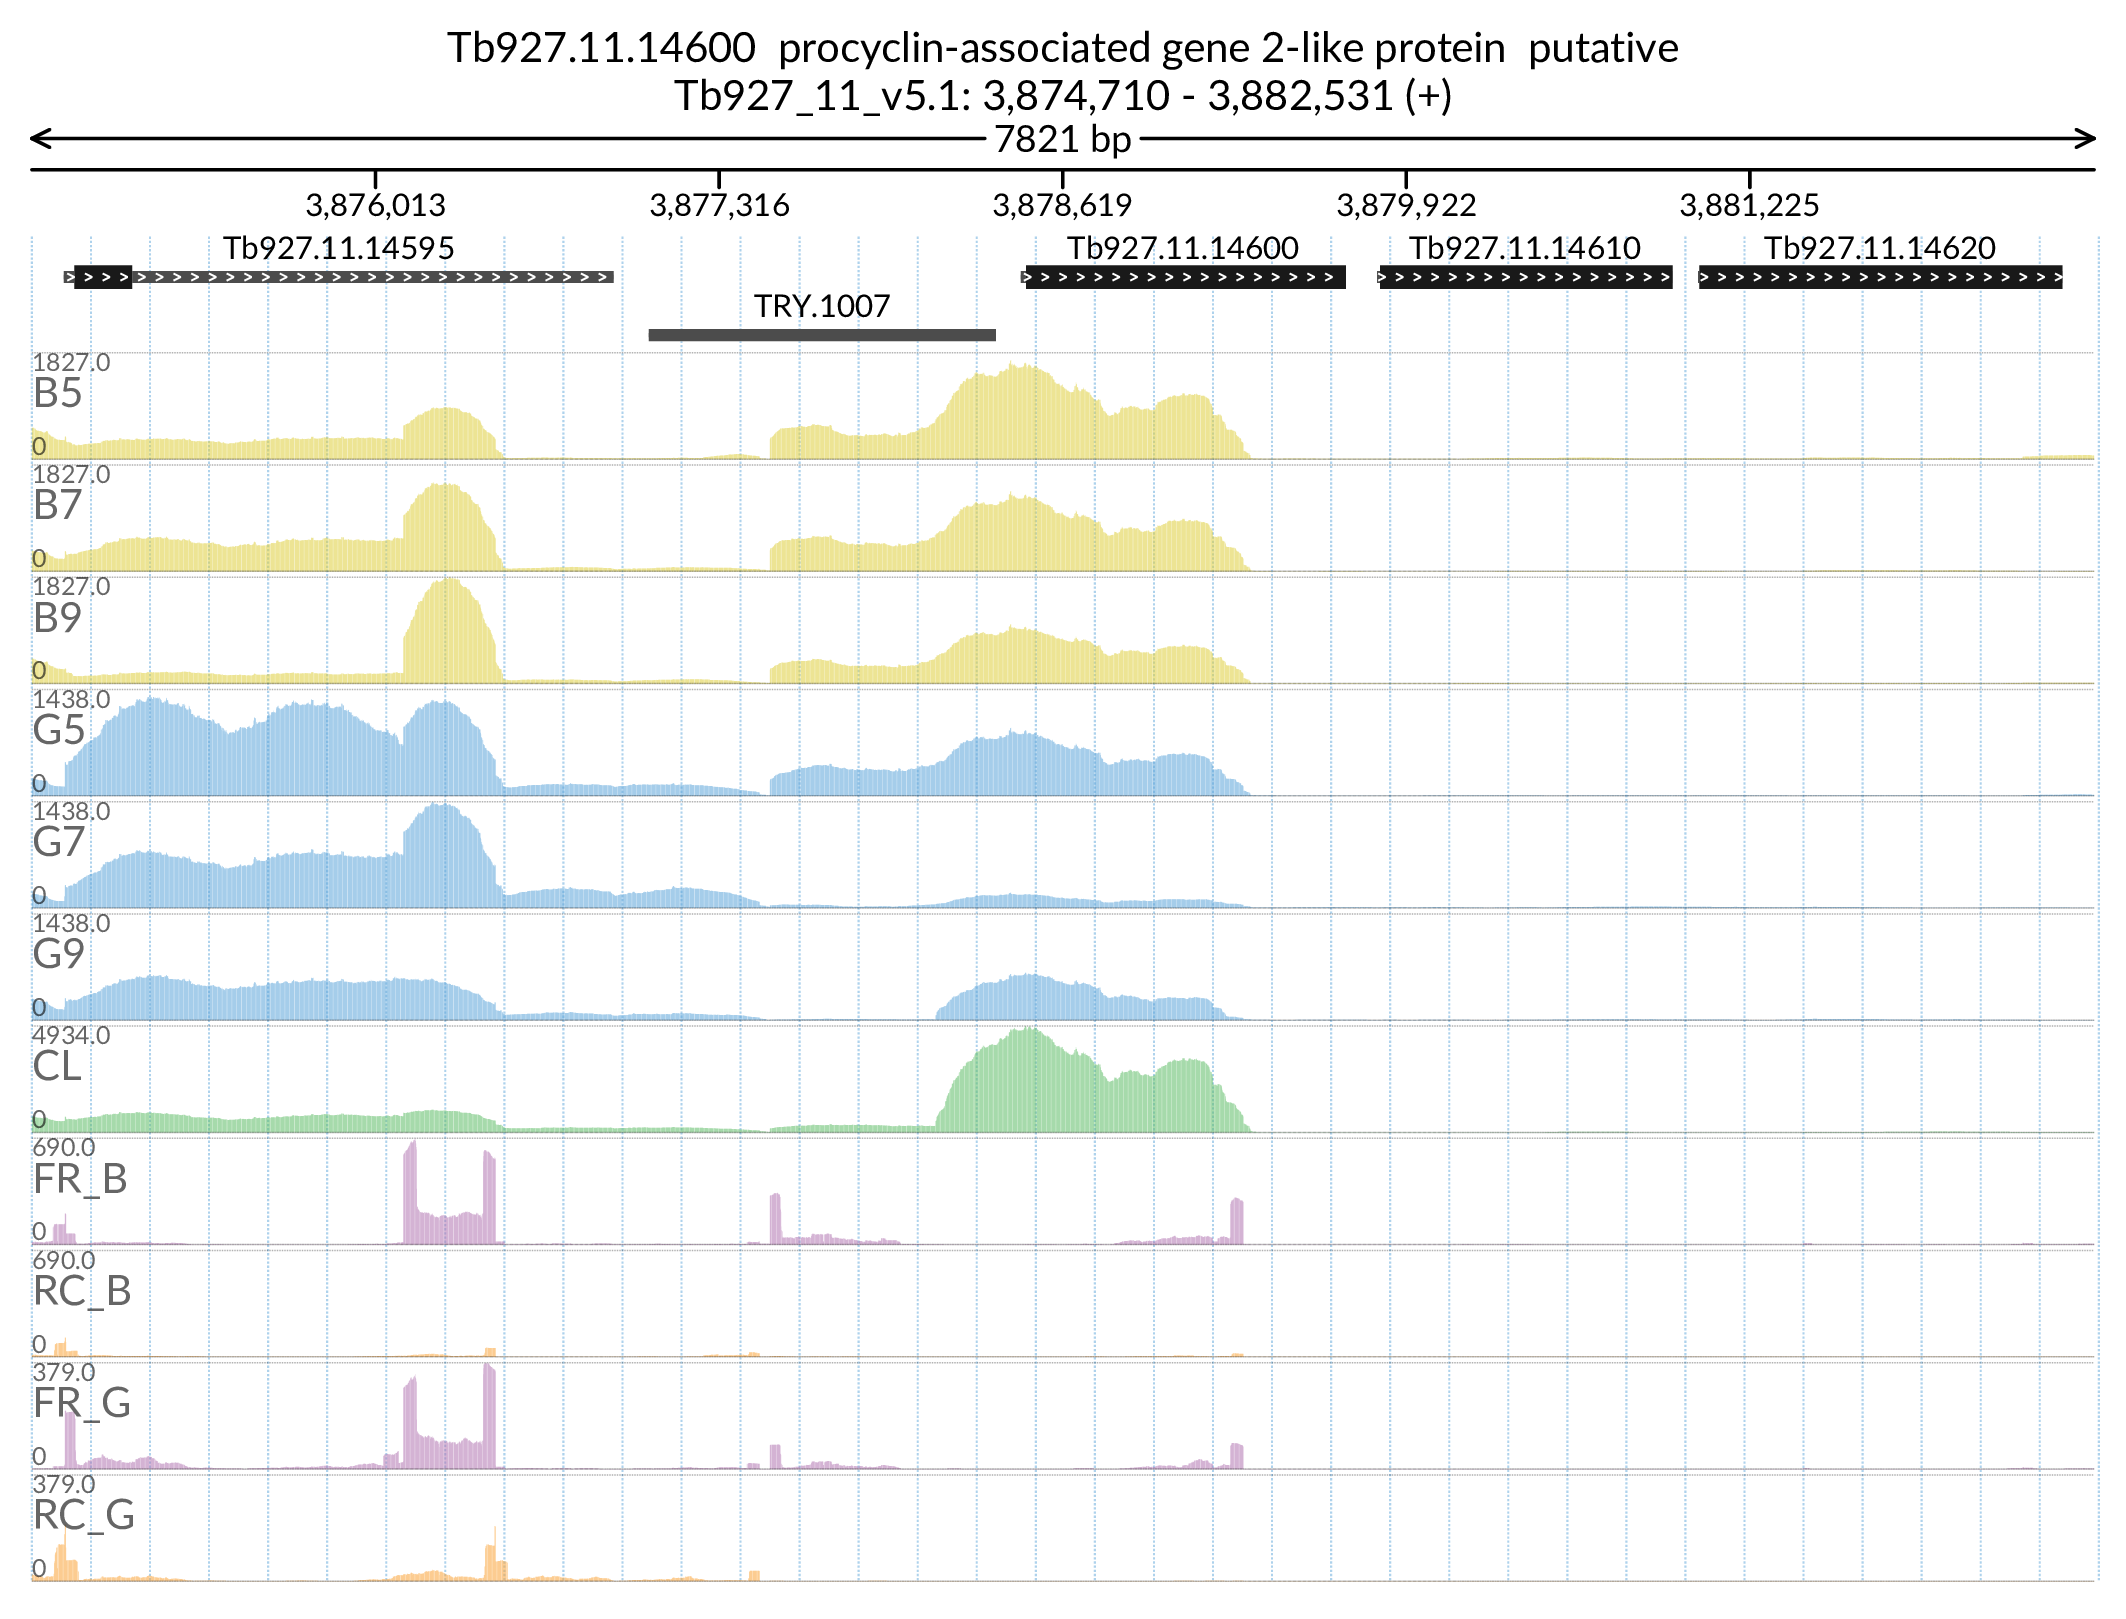 Tb927.11.14600  procyclin-associated gene 2-like protein  putative
Tb927_11_v5.1: 3,874,710 - 3,882,531 (+)
7821 bp
3,876,013 3,877,316 3,878,619 3,879,922 3,881,225
Tb927.11.14595 Tb927.11.14600 Tb927.11.14610 Tb927.11.14620
TRY.1007
1827.0
B5
0
1827.0
B7
0
1827.0
B9
0
1438.0
G5
0
1438.0
G7
0
1438.0
G9
0
4934.0
CL
0
690.0
FR_B
0
690.0
RC_B
0
379.0
FR_G
0
379.0
RC_G
0